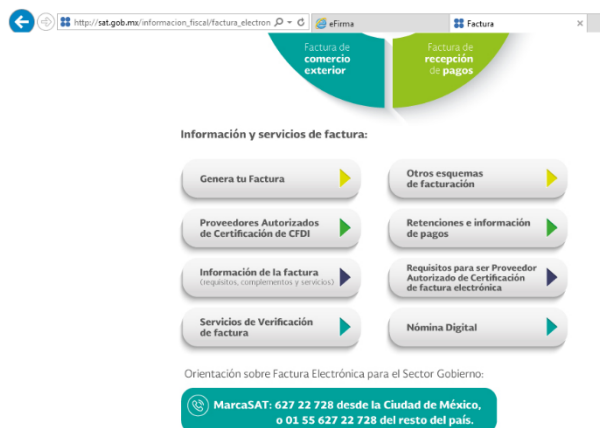 http://sat.gob.mx/informacion_fiscal/factura_electron
eFirma
Factura
Factura de
comercio
exterior
Factura de
recepción
de pagos
Información y servicios de factura:
Genera tu Factura
Otros esquemas
de facturación
Proveedores Autorizados
de Certificación de CFDI
Retenciones e información
de pagos
Información de la factura
(requisitos, complementos y servicios)
Requisitos para ser Proveedor
Autorizado de Certificación
de factura electrónica
Servicios de Verificación
de factura
Nómina Digital
Orientación sobre Factura Electrónica para el Sector Gobierno:
MarcaSAT: 627 22 728 desde la Ciudad de México,
o 01 55 627 22 728 del resto del país.